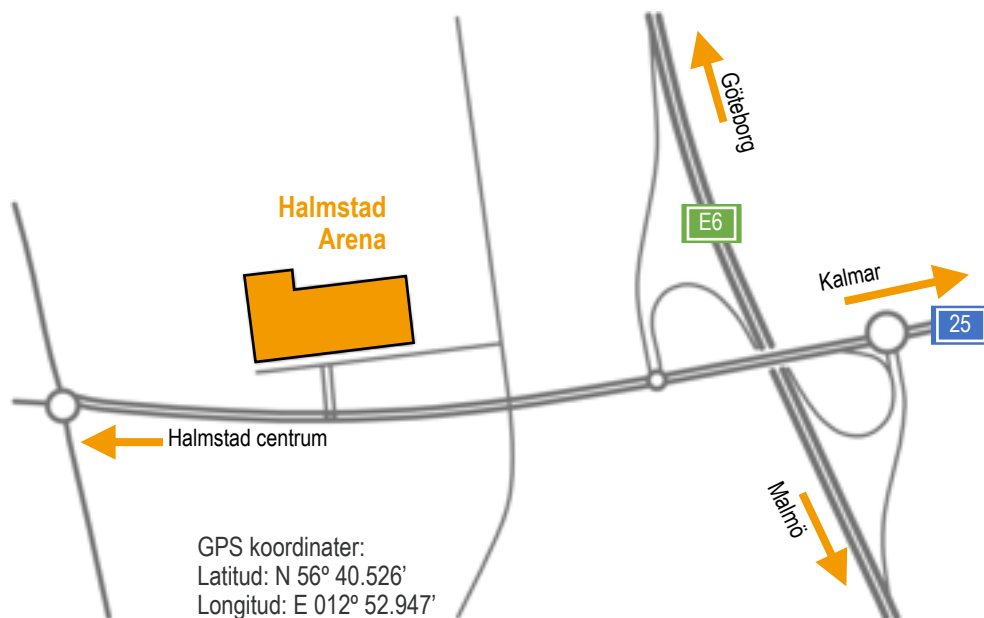 Göteborg
Halmstad
Arena
E6
Kalmar
25
Halmstad centrum
Malmö
GPS koordinater:
Latitud: N 56º 40.526’
Longitud: E 012º 52.947’